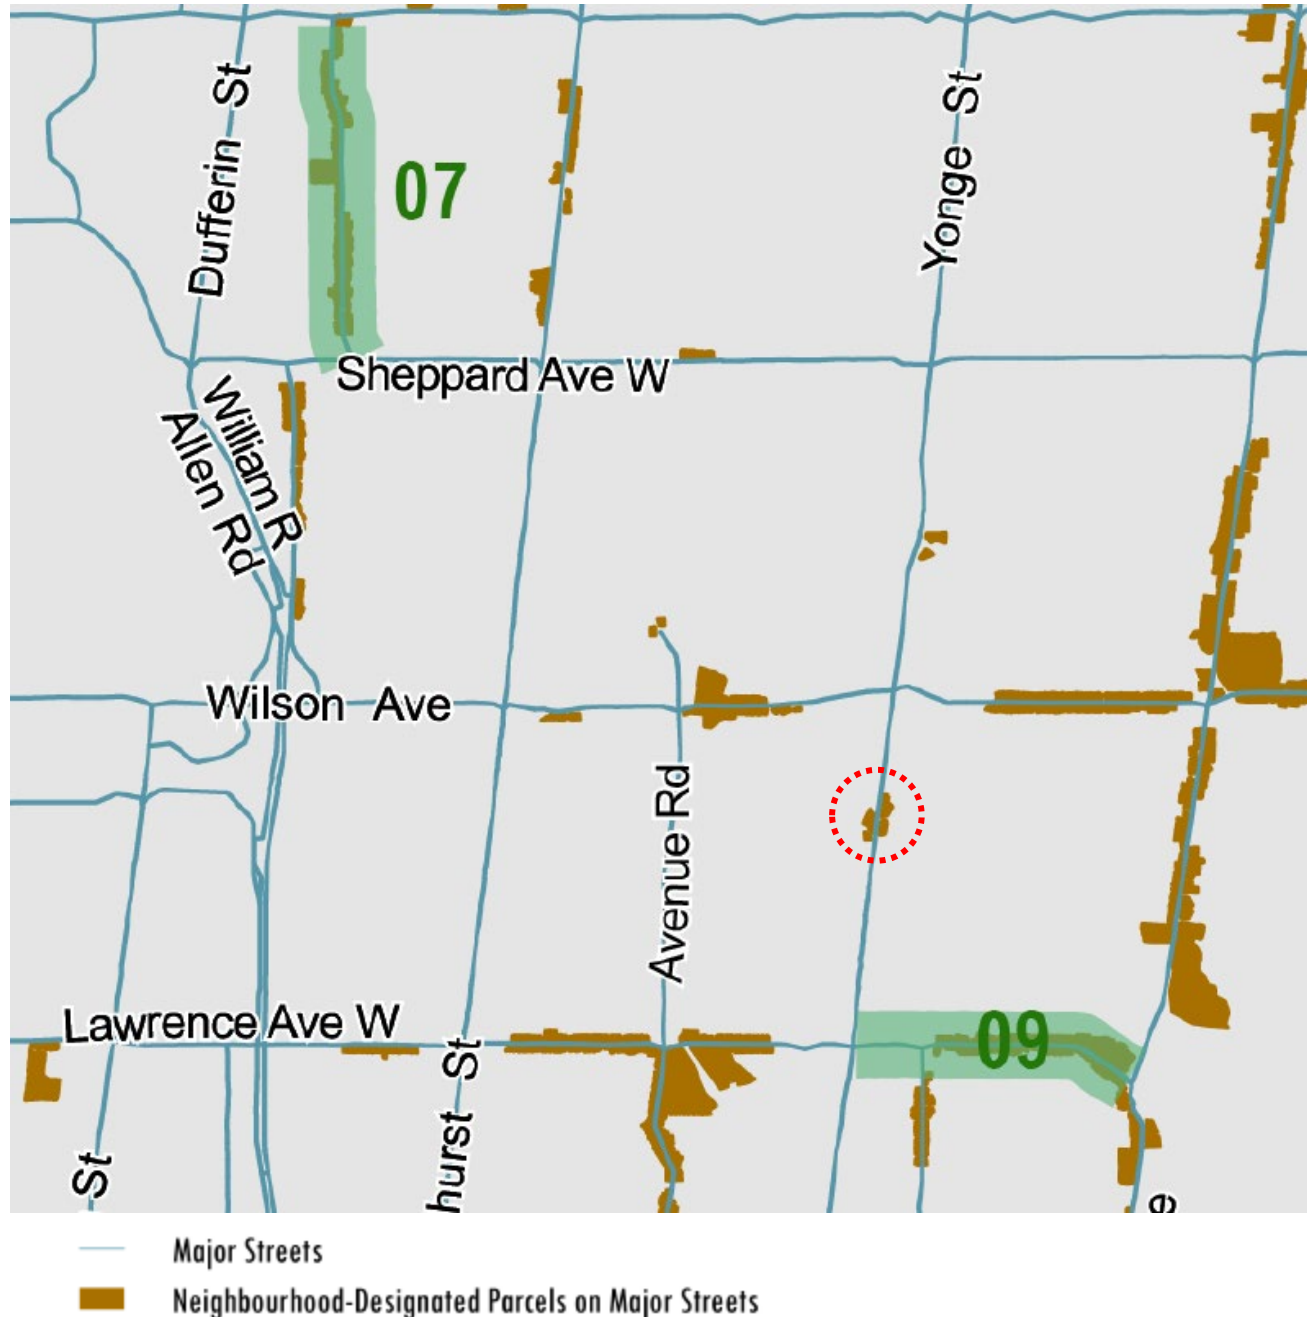 Dufferin St
07
Yonge St
Sheppard Ave W
William R
Allen Rd
Wilson Ave
Avenue Rd
Lawrence Ave W
09
St
hurst St
e
Major Streets
Neighbourhood-Designated Parcels on Major Streets